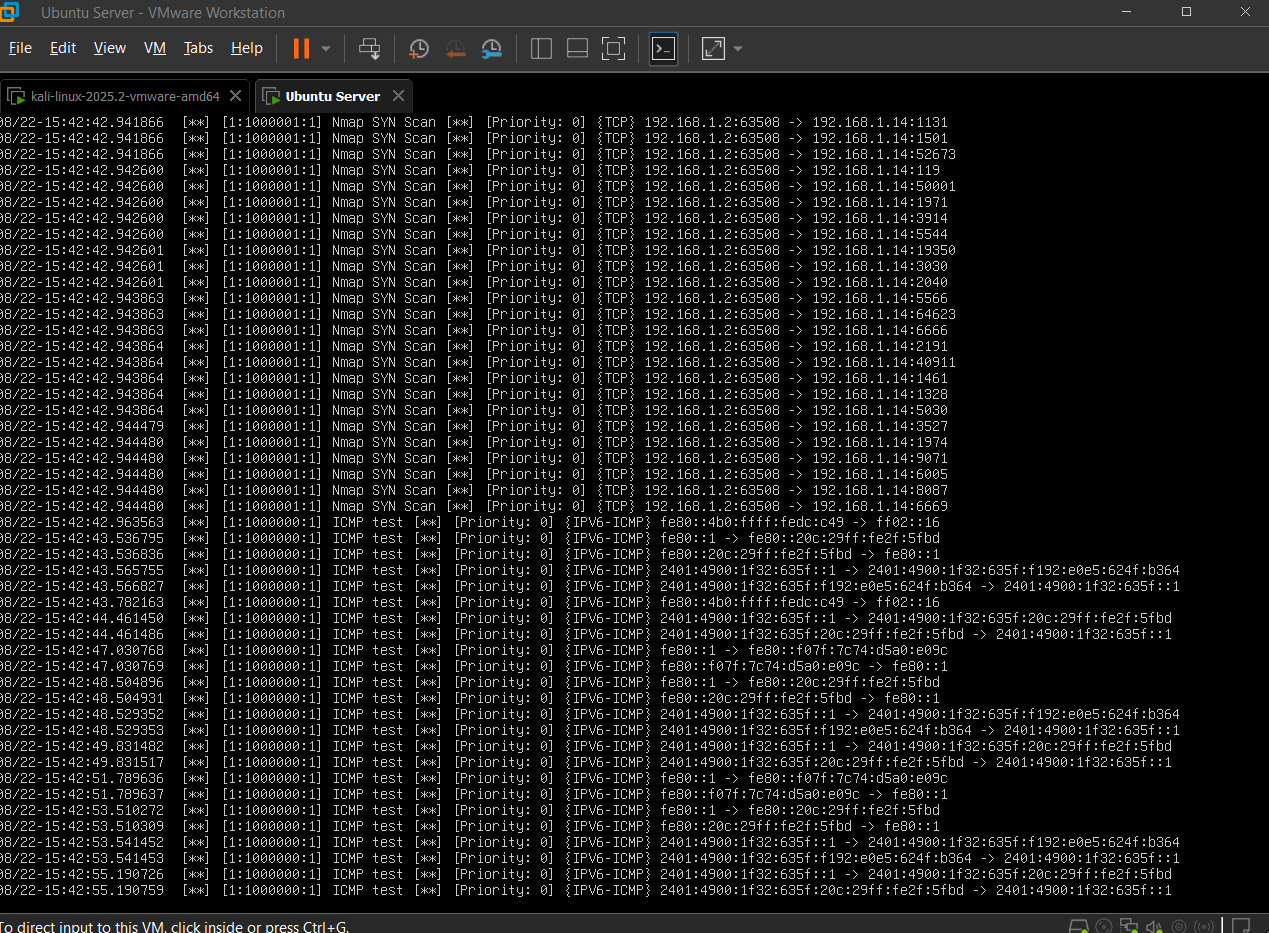 Ubuntu Server - VMware Workstation
File Edit View VM Tabs Help
kali-linux-2025.2-vmware-amd64 Ubuntu Server
08/22-15:42:42.941866 [**] [1:1000001:1] Nmap SYN Scan [**] [Priority: 0] {TCP} 192.168.1.2:63508 -> 192.168.1.14:1131
08/22-15:42:42.941866 [**] [1:1000001:1] Nmap SYN Scan [**] [Priority: 0] {TCP} 192.168.1.2:63508 -> 192.168.1.14:1501
08/22-15:42:42.941866 [**] [1:1000001:1] Nmap SYN Scan [**] [Priority: 0] {TCP} 192.168.1.2:63508 -> 192.168.1.14:52673
08/22-15:42:42.942600 [**] [1:1000001:1] Nmap SYN Scan [**] [Priority: 0] {TCP} 192.168.1.2:63508 -> 192.168.1.14:119
08/22-15:42:42.942600 [**] [1:1000001:1] Nmap SYN Scan [**] [Priority: 0] {TCP} 192.168.1.2:63508 -> 192.168.1.14:50001
08/22-15:42:42.942600 [**] [1:1000001:1] Nmap SYN Scan [**] [Priority: 0] {TCP} 192.168.1.2:63508 -> 192.168.1.14:1971
08/22-15:42:42.942600 [**] [1:1000001:1] Nmap SYN Scan [**] [Priority: 0] {TCP} 192.168.1.2:63508 -> 192.168.1.14:3914
08/22-15:42:42.942600 [**] [1:1000001:1] Nmap SYN Scan [**] [Priority: 0] {TCP} 192.168.1.2:63508 -> 192.168.1.14:5544
08/22-15:42:42.942601 [**] [1:1000001:1] Nmap SYN Scan [**] [Priority: 0] {TCP} 192.168.1.2:63508 -> 192.168.1.14:19350
08/22-15:42:42.942601 [**] [1:1000001:1] Nmap SYN Scan [**] [Priority: 0] {TCP} 192.168.1.2:63508 -> 192.168.1.14:3030
08/22-15:42:42.942601 [**] [1:1000001:1] Nmap SYN Scan [**] [Priority: 0] {TCP} 192.168.1.2:63508 -> 192.168.1.14:2040
08/22-15:42:42.943863 [**] [1:1000001:1] Nmap SYN Scan [**] [Priority: 0] {TCP} 192.168.1.2:63508 -> 192.168.1.14:5566
08/22-15:42:42.943863 [**] [1:1000001:1] Nmap SYN Scan [**] [Priority: 0] {TCP} 192.168.1.2:63508 -> 192.168.1.14:64623
08/22-15:42:42.943863 [**] [1:1000001:1] Nmap SYN Scan [**] [Priority: 0] {TCP} 192.168.1.2:63508 -> 192.168.1.14:6666
08/22-15:42:42.943864 [**] [1:1000001:1] Nmap SYN Scan [**] [Priority: 0] {TCP} 192.168.1.2:63508 -> 192.168.1.14:2191
08/22-15:42:42.943864 [**] [1:1000001:1] Nmap SYN Scan [**] [Priority: 0] {TCP} 192.168.1.2:63508 -> 192.168.1.14:40911
08/22-15:42:42.943864 [**] [1:1000001:1] Nmap SYN Scan [**] [Priority: 0] {TCP} 192.168.1.2:63508 -> 192.168.1.14:1461
08/22-15:42:42.943864 [**] [1:1000001:1] Nmap SYN Scan [**] [Priority: 0] {TCP} 192.168.1.2:63508 -> 192.168.1.14:1328
08/22-15:42:42.943864 [**] [1:1000001:1] Nmap SYN Scan [**] [Priority: 0] {TCP} 192.168.1.2:63508 -> 192.168.1.14:5030
08/22-15:42:42.944479 [**] [1:1000001:1] Nmap SYN Scan [**] [Priority: 0] {TCP} 192.168.1.2:63508 -> 192.168.1.14:3527
08/22-15:42:42.944480 [**] [1:1000001:1] Nmap SYN Scan [**] [Priority: 0] {TCP} 192.168.1.2:63508 -> 192.168.1.14:1974
08/22-15:42:42.944480 [**] [1:1000001:1] Nmap SYN Scan [**] [Priority: 0] {TCP} 192.168.1.2:63508 -> 192.168.1.14:9071
08/22-15:42:42.944480 [**] [1:1000001:1] Nmap SYN Scan [**] [Priority: 0] {TCP} 192.168.1.2:63508 -> 192.168.1.14:6005
08/22-15:42:42.944480 [**] [1:1000001:1] Nmap SYN Scan [**] [Priority: 0] {TCP} 192.168.1.2:63508 -> 192.168.1.14:8087
08/22-15:42:42.944480 [**] [1:1000001:1] Nmap SYN Scan [**] [Priority: 0] {TCP} 192.168.1.2:63508 -> 192.168.1.14:6669
08/22-15:42:42.963563 [**] [1:1000000:1] ICMP test [**] [Priority: 0] {IPV6-ICMP} fe80::4b0:ffff:fedc:c49 -> ff02::16
08/22-15:42:43.536795 [**] [1:1000000:1] ICMP test [**] [Priority: 0] {IPV6-ICMP} fe80::1 -> fe80::20c:29ff:fe2f:5fbd
08/22-15:42:43.536836 [**] [1:1000000:1] ICMP test [**] [Priority: 0] {IPV6-ICMP} fe80::20c:29ff:fe2f:5fbd -> fe80::1
08/22-15:42:43.565755 [**] [1:1000000:1] ICMP test [**] [Priority: 0] {IPV6-ICMP} 2401:4900:1f32:635f::1 -> 2401:4900:1f32:635f:f192:e0e5:624f:b364
08/22-15:42:43.566827 [**] [1:1000000:1] ICMP test [**] [Priority: 0] {IPV6-ICMP} 2401:4900:1f32:635f:f192:e0e5:624f:b364 -> 2401:4900:1f32:635f::1
08/22-15:42:43.782163 [**] [1:1000000:1] ICMP test [**] [Priority: 0] {IPV6-ICMP} fe80::4b0:ffff:fedc:c49 -> ff02::16
08/22-15:42:44.461450 [**] [1:1000000:1] ICMP test [**] [Priority: 0] {IPV6-ICMP} 2401:4900:1f32:635f::1 -> 2401:4900:1f32:635f:20c:29ff:fe2f:5fbd
08/22-15:42:44.461486 [**] [1:1000000:1] ICMP test [**] [Priority: 0] {IPV6-ICMP} 2401:4900:1f32:635f:20c:29ff:fe2f:5fbd -> 2401:4900:1f32:635f::1
08/22-15:42:47.030768 [**] [1:1000000:1] ICMP test [**] [Priority: 0] {IPV6-ICMP} fe80::1 -> fe80::f07f:7c74:d5a0:e09c
08/22-15:42:47.030769 [**] [1:1000000:1] ICMP test [**] [Priority: 0] {IPV6-ICMP} fe80::f07f:7c74:d5a0:e09c -> fe80::1
08/22-15:42:48.504896 [**] [1:1000000:1] ICMP test [**] [Priority: 0] {IPV6-ICMP} fe80::1 -> fe80::20c:29ff:fe2f:5fbd
08/22-15:42:48.504931 [**] [1:1000000:1] ICMP test [**] [Priority: 0] {IPV6-ICMP} fe80::20c:29ff:fe2f:5fbd -> fe80::1
08/22-15:42:48.529352 [**] [1:1000000:1] ICMP test [**] [Priority: 0] {IPV6-ICMP} 2401:4900:1f32:635f::1 -> 2401:4900:1f32:635f:f192:e0e5:624f:b364
08/22-15:42:48.529353 [**] [1:1000000:1] ICMP test [**] [Priority: 0] {IPV6-ICMP} 2401:4900:1f32:635f:f192:e0e5:624f:b364 -> 2401:4900:1f32:635f::1
08/22-15:42:49.831482 [**] [1:1000000:1] ICMP test [**] [Priority: 0] {IPV6-ICMP} 2401:4900:1f32:635f::1 -> 2401:4900:1f32:635f:20c:29ff:fe2f:5fbd
08/22-15:42:49.831517 [**] [1:1000000:1] ICMP test [**] [Priority: 0] {IPV6-ICMP} 2401:4900:1f32:635f:20c:29ff:fe2f:5fbd -> 2401:4900:1f32:635f::1
08/22-15:42:51.789636 [**] [1:1000000:1] ICMP test [**] [Priority: 0] {IPV6-ICMP} fe80::1 -> fe80::f07f:7c74:d5a0:e09c
08/22-15:42:51.789637 [**] [1:1000000:1] ICMP test [**] [Priority: 0] {IPV6-ICMP} fe80::f07f:7c74:d5a0:e09c -> fe80::1
08/22-15:42:53.510272 [**] [1:1000000:1] ICMP test [**] [Priority: 0] {IPV6-ICMP} fe80::1 -> fe80::20c:29ff:fe2f:5fbd
08/22-15:42:53.510309 [**] [1:1000000:1] ICMP test [**] [Priority: 0] {IPV6-ICMP} fe80::20c:29ff:fe2f:5fbd -> fe80::1
08/22-15:42:53.541452 [**] [1:1000000:1] ICMP test [**] [Priority: 0] {IPV6-ICMP} 2401:4900:1f32:635f::1 -> 2401:4900:1f32:635f:f192:e0e5:624f:b364
08/22-15:42:53.541453 [**] [1:1000000:1] ICMP test [**] [Priority: 0] {IPV6-ICMP} 2401:4900:1f32:635f:f192:e0e5:624f:b364 -> 2401:4900:1f32:635f::1
08/22-15:42:55.190726 [**] [1:1000000:1] ICMP test [**] [Priority: 0] {IPV6-ICMP} 2401:4900:1f32:635f::1 -> 2401:4900:1f32:635f:20c:29ff:fe2f:5fbd
08/22-15:42:55.190759 [**] [1:1000000:1] ICMP test [**] [Priority: 0] {IPV6-ICMP} 2401:4900:1f32:635f:20c:29ff:fe2f:5fbd -> 2401:4900:1f32:635f::1
To direct input to this VM, click inside or press Ctrl+G.